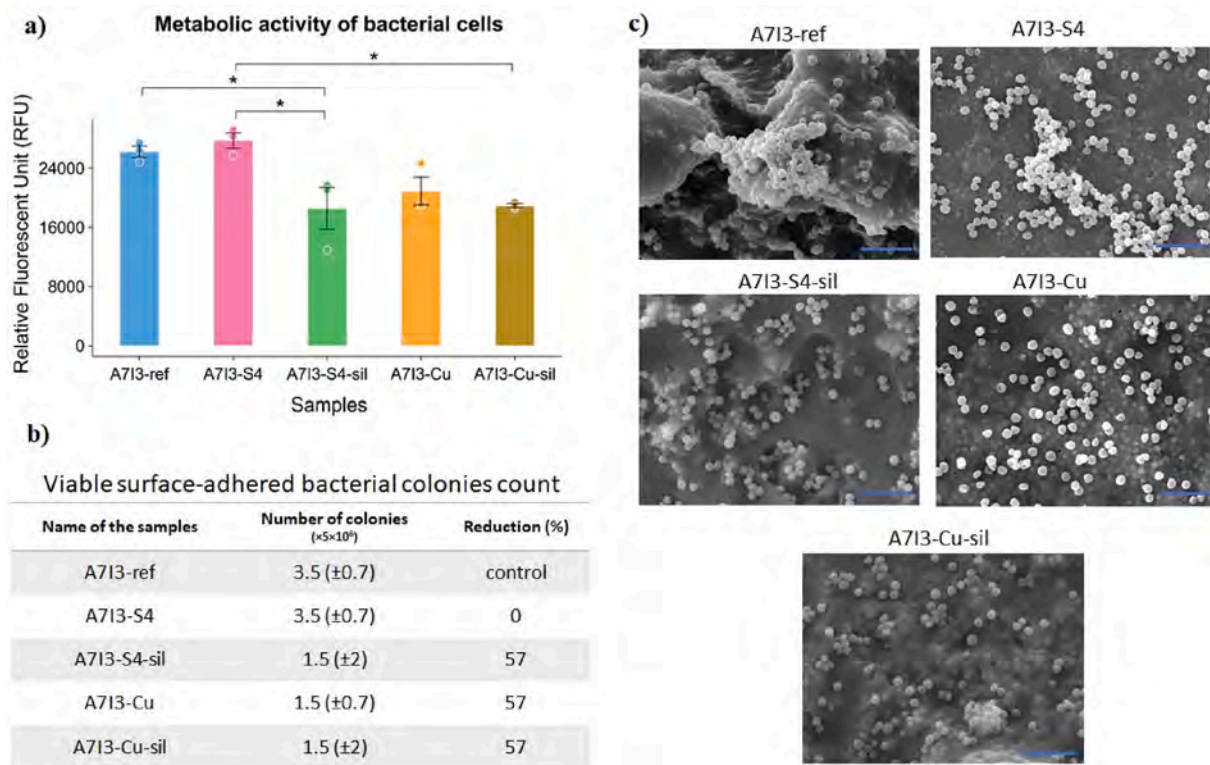 a)
Metabolic activity of bacterial cells
*
*
*
Relative Fluorescent Unit (RFU)
24000
16000
8000
0
A7I3-ref A7I3-S4 A7I3-S4-sil A7I3-Cu A7I3-Cu-sil
Samples
b)
Viable surface-adhered bacterial colonies count
Name of the samples Number of colonies (×5×10⁶) Reduction (%)
A7I3-ref 3.5 (±0.7) control
A7I3-S4 3.5 (±0.7) 0
A7I3-S4-sil 1.5 (±2) 57
A7I3-Cu 1.5 (±0.7) 57
A7I3-Cu-sil 1.5 (±2) 57
c)
A7I3-ref
A7I3-S4
A7I3-S4-sil
A7I3-Cu
A7I3-Cu-sil